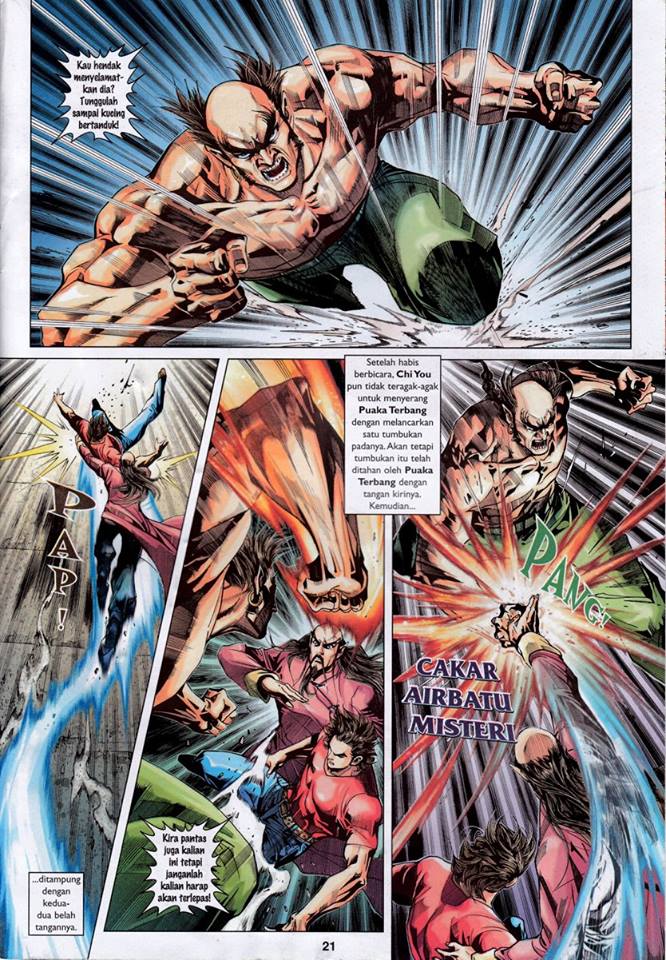 Kau hendak
menyelamat-
kan dia?
Tunggulah
sampai kucing
bertanduk!
PAP!
...ditampung
dengan
kedua-
dua belah
tangannya.
Setelah habis
berbicara, Chi You
pun tidak teragak-agak
untuk menyerang
Puaka Terbang
dengan melancarkan
satu tumbukan
padanya. Akan tetapi
tumbukan itu telah
ditahan oleh Puaka
Terbang dengan
tangan kirinya.
Kemudian...
Kira pantas
juga kalian
ini tetapi
janganlah
kalian harap
akan terlepas!
PANG!
CAKAR
AIRBATU
MISTERI
21